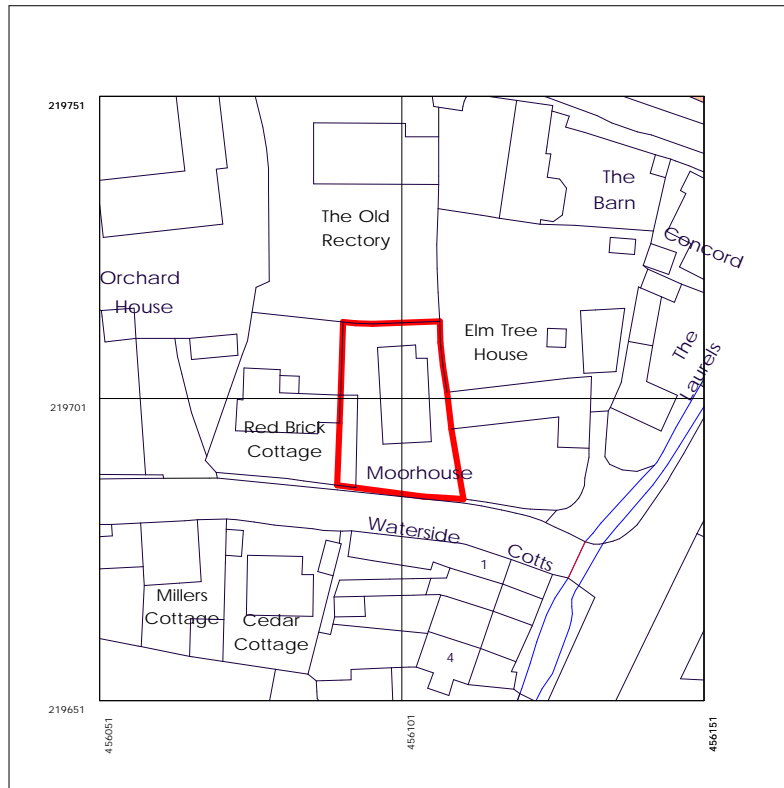 219751
The
Barn
The Old
Rectory
Concord
Orchard
House
Elm Tree
House
The
Laurels
219701
Red Brick
Cottage
Moorhouse
Waterside
Cotts
1
Millers
Cottage
Cedar
Cottage
4
219651
456051
456101
456151